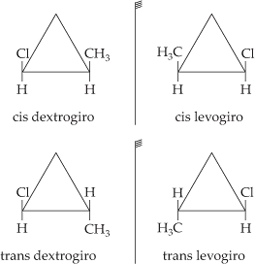 Cl CH3 H3C Cl
H H H H
cis dextrogiro cis levogiro
Cl H H Cl
H CH3 H3C H
trans dextrogiro trans levogiro